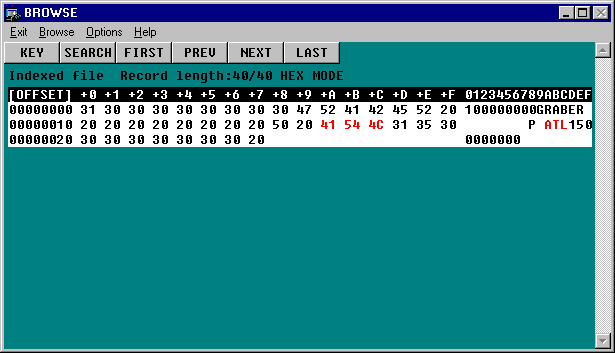 BROWSE
Exit Browse Options Help
KEY SEARCH FIRST PREV NEXT LAST
Indexed file  Record length:40/40 HEX MODE
[OFFSET] +0 +1 +2 +3 +4 +5 +6 +7 +8 +9 +A +B +C +D +E +F 0123456789ABCDEF
00000000 31 30 30 30 30 30 30 30 30 47 52 41 42 45 52 20 100000000GRABER
00000010 20 20 20 20 20 20 20 20 50 20 41 54 4C 31 35 30         P ATL150
00000020 30 30 30 30 30 30 30 20                         0000000